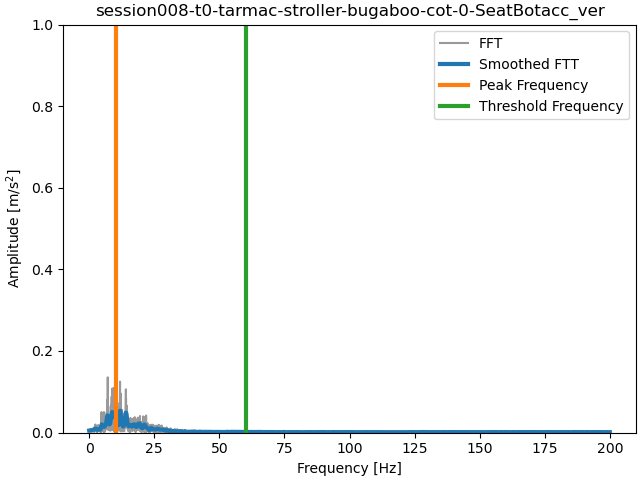 session008-t0-tarmac-stroller-bugaboo-cot-0-SeatBotacc_ver
1.0
0.8
0.6
0.4
0.2
0.0
Amplitude [m/s²]
FFT
Smoothed FTT
Peak Frequency
Threshold Frequency
0 25 50 75 100 125 150 175 200
Frequency [Hz]